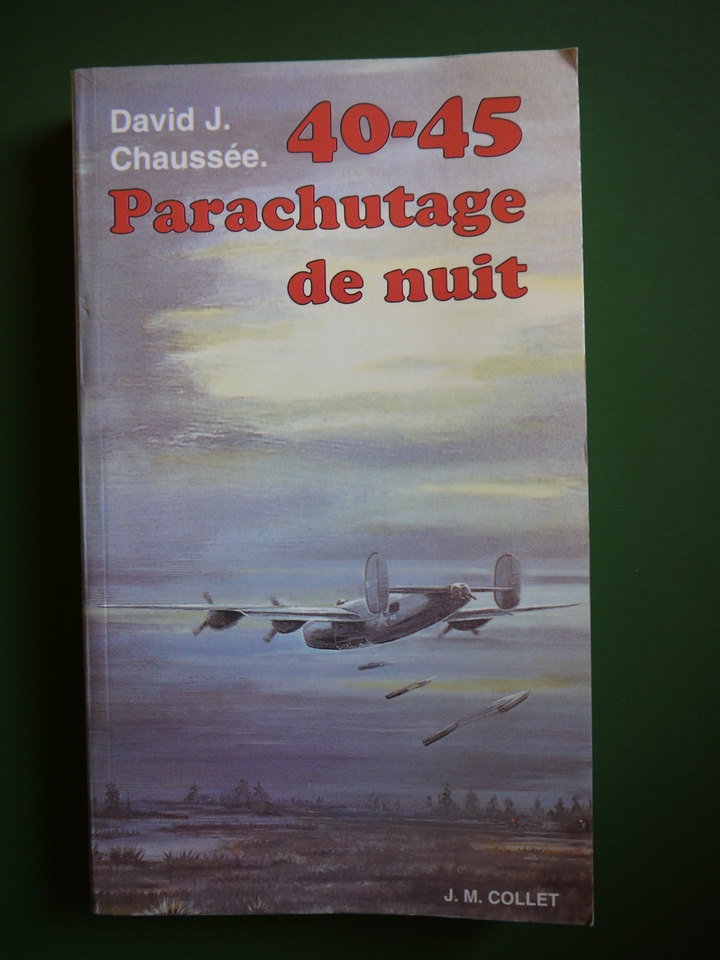 David J.
Chaussée.
40-45
Parachutage
de nuit
J. M. COLLET